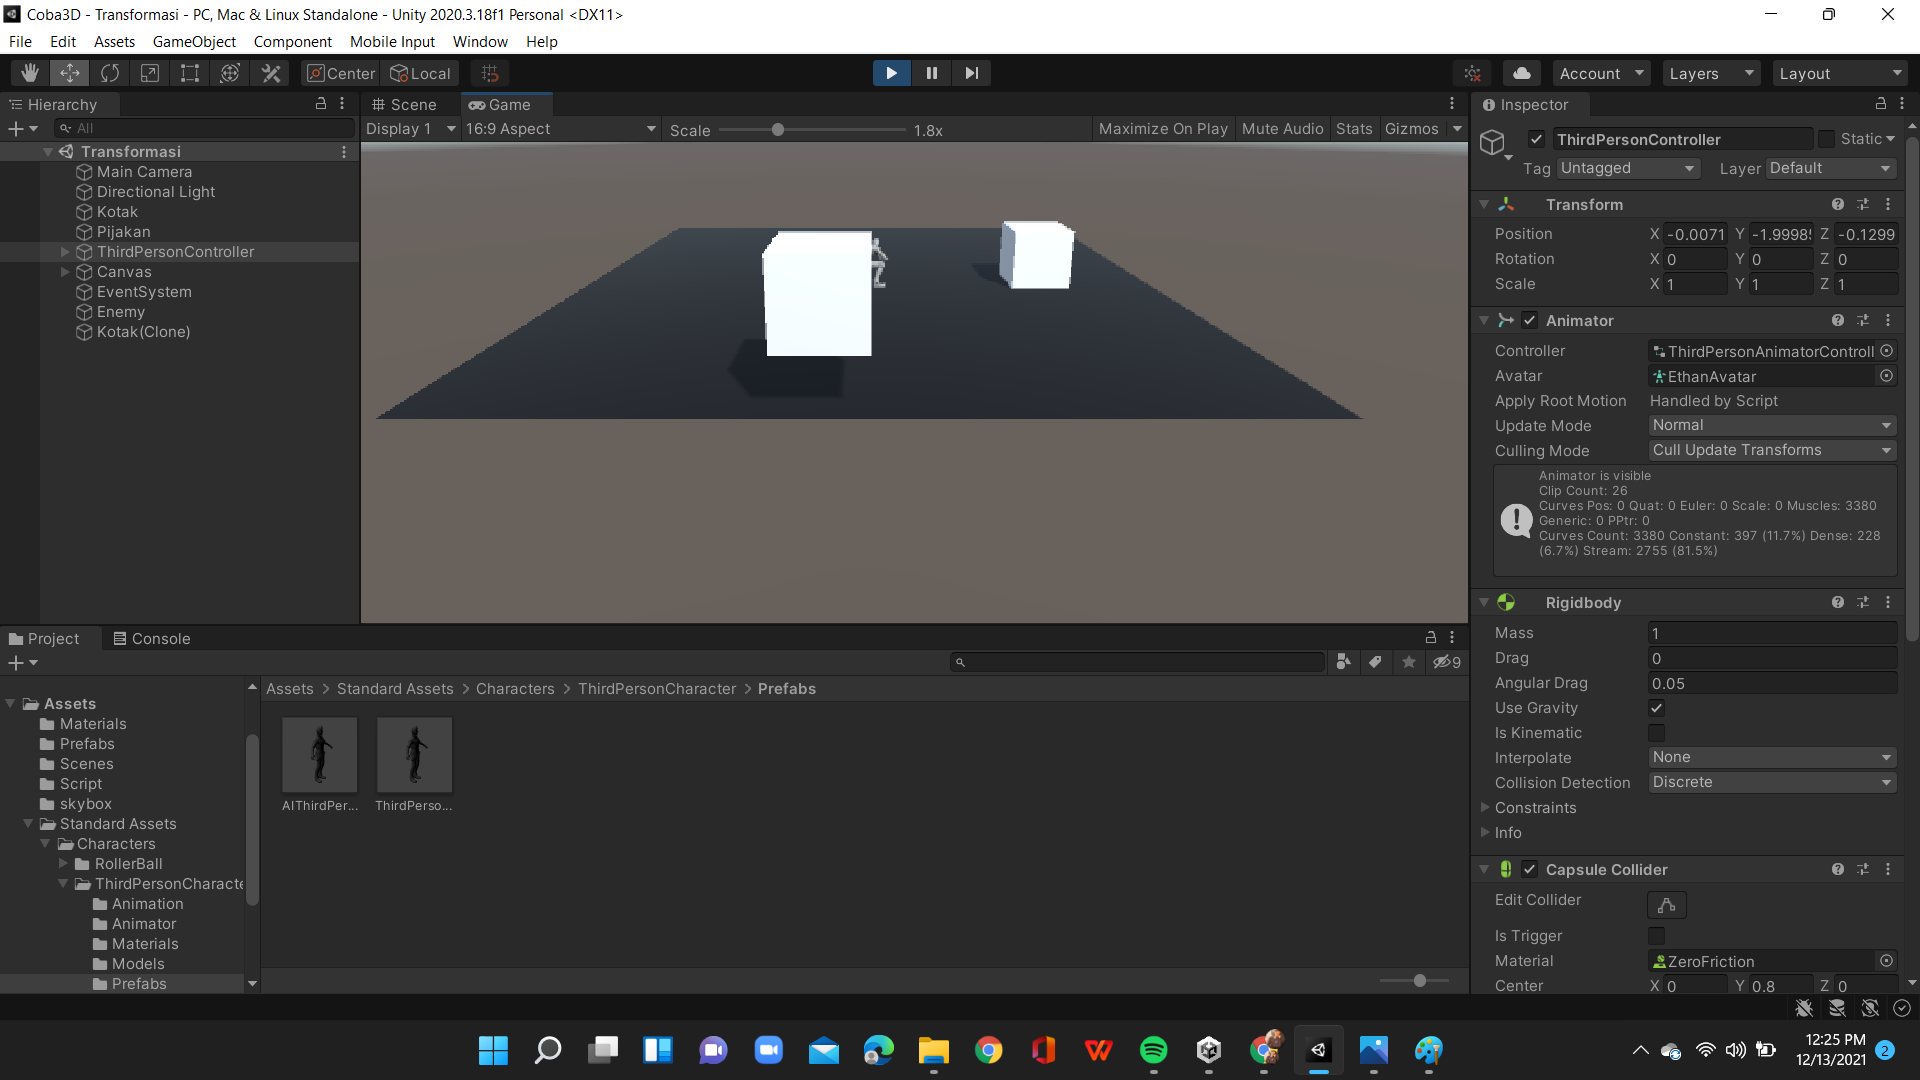 Coba3D - Transformasi - PC, Mac & Linux Standalone - Unity 2020.3.18f1 Personal <DX11>
File Edit Assets GameObject Component Mobile Input Window Help
Center Local Account Layers Layout
Hierarchy
All
Transformasi
Main Camera
Directional Light
Kotak
Pijakan
ThirdPersonController
Canvas
EventSystem
Enemy
Kotak(Clone)
Scene Game
Display 1 16:9 Aspect Scale 1.8x Maximize On Play Mute Audio Stats Gizmos
Inspector
ThirdPersonController Static
Tag Untagged Layer Default
Transform
Position X -0.0071 Y -1.9998 Z -0.1299
Rotation X 0 Y 0 Z 0
Scale X 1 Y 1 Z 1
Animator
Controller ThirdPersonAnimatorControll
Avatar EthanAvatar
Apply Root Motion Handled by Script
Update Mode Normal
Culling Mode Cull Update Transforms
Animator is visible
Clip Count: 26
Curves Pos: 0 Quat: 0 Euler: 0 Scale: 0 Muscles: 3380
Generic: 0 PPtr: 0
Curves Count: 3380 Constant: 397 (11.7%) Dense: 228
(6.7%) Stream: 2755 (81.5%)
Rigidbody
Mass 1
Drag 0
Angular Drag 0.05
Use Gravity
Is Kinematic
Interpolate None
Collision Detection Discrete
Constraints
Info
Capsule Collider
Edit Collider
Is Trigger
Material ZeroFriction
Center X 0 Y 0.8 Z 0
Project Console
9
Assets
Materials
Prefabs
Scenes
Script
skybox
Standard Assets
Characters
RollerBall
ThirdPersonCharacte
Animation
Animator
Materials
Models
Prefabs
Assets > Standard Assets > Characters > ThirdPersonCharacter > Prefabs
AIThirdPer... ThirdPerso...
12:25 PM
12/13/2021
2